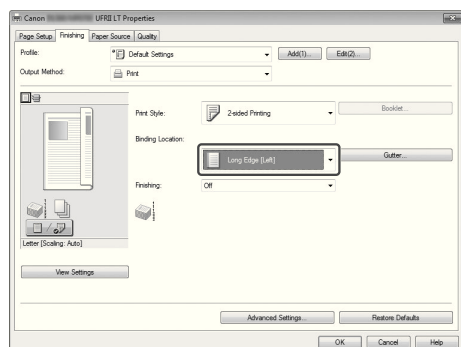 Canon UFRII LT Properties
Page Setup Finishing Paper Source Quality
Profile: Default Settings Add(1)... Edit(2)...
Output Method: Print
Print Style: 2-sided Printing Booklet...
Binding Location:
Long Edge [Left] Gutter...
Finishing: Off
Letter [Scaling: Auto]
View Settings
Advanced Settings... Restore Defaults
OK Cancel Help